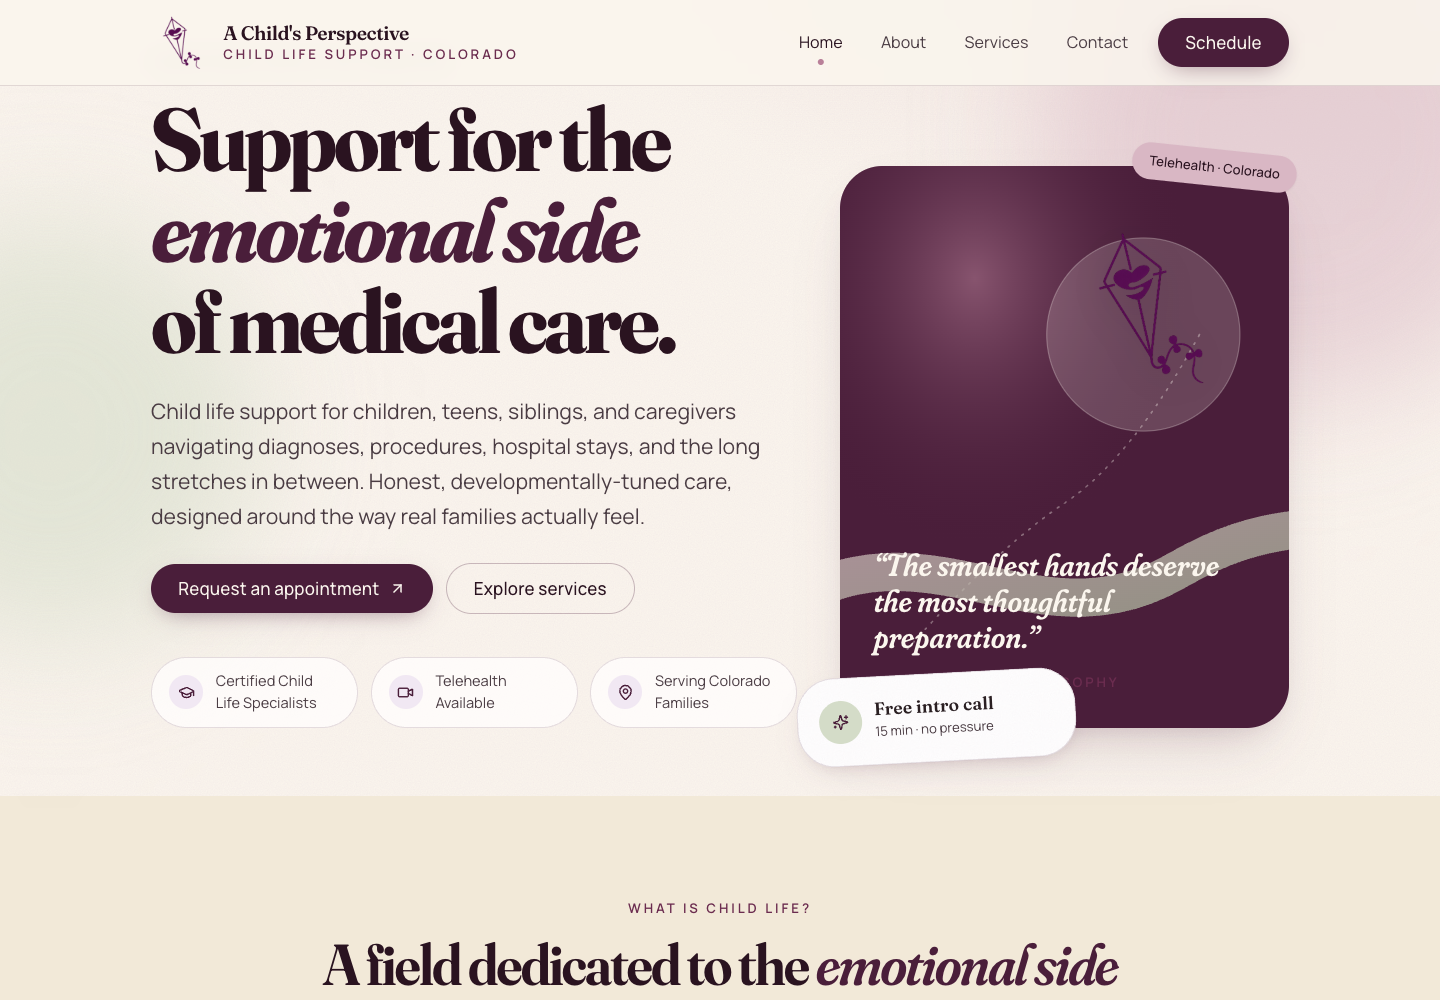 A Child's Perspective
CHILD LIFE SUPPORT · COLORADO
Home
About
Services
Contact
Schedule
Support for the
emotional side
of medical care.
Child life support for children, teens, siblings, and caregivers
navigating diagnoses, procedures, hospital stays, and the long
stretches in between. Honest, developmentally-tuned care,
designed around the way real families actually feel.
Request an appointment
Explore services
Certified Child
Life Specialists
Telehealth
Available
Serving Colorado
Families
Telehealth · Colorado
“The smallest hands deserve
the most thoughtful
preparation.”
Free intro call
15 min · no pressure
WHAT IS CHILD LIFE?
A field dedicated to the emotional side